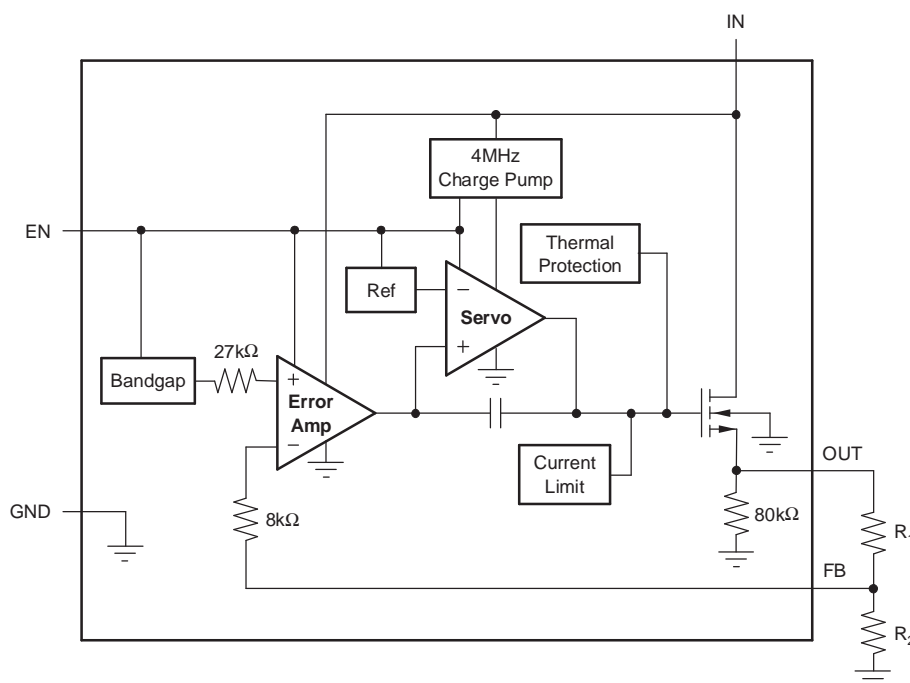 IN
4MHz
Charge Pump
EN
Thermal
Protection
Ref
−
Servo
+
27kΩ
Bandgap
+
Error
Amp
−
Current
Limit
OUT
GND
8kΩ
80kΩ
R
FB
R2